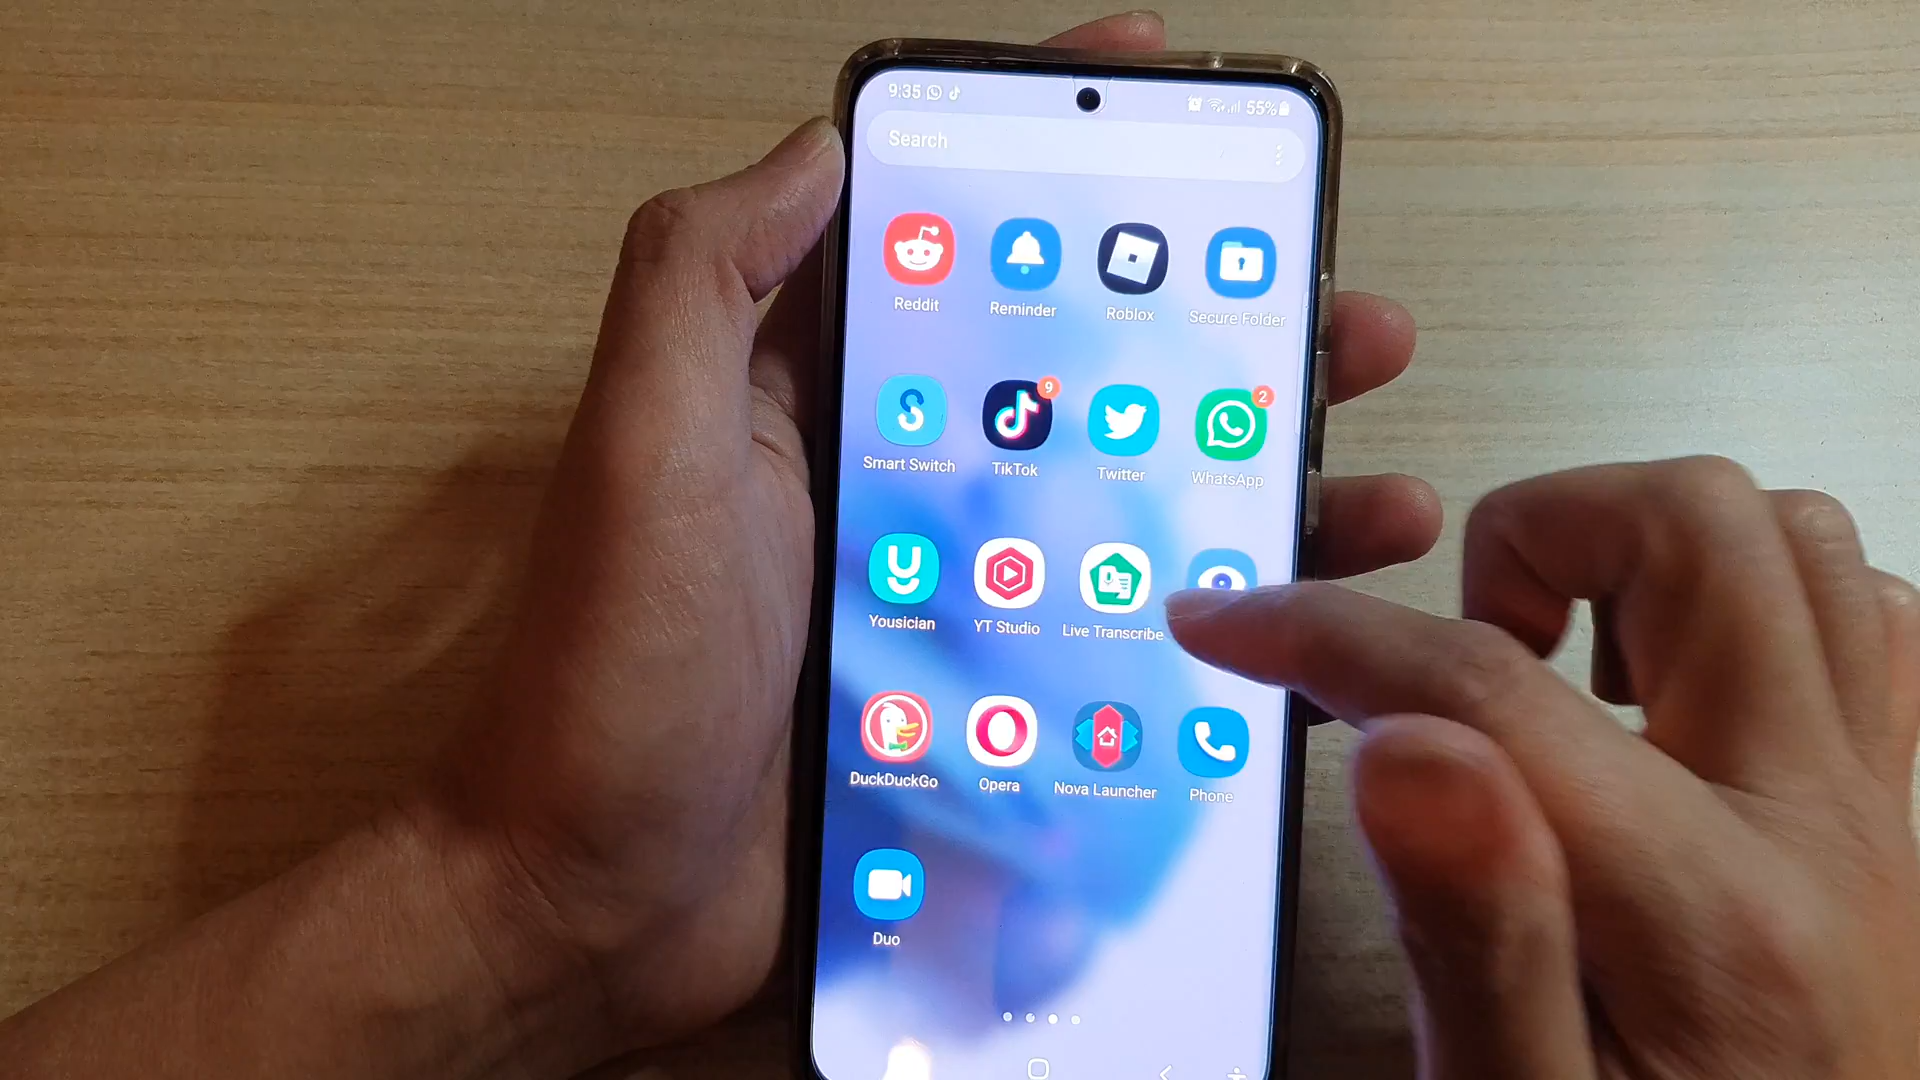 9:35
55%
Search
Reddit
Reminder
Roblox
Secure Folder
Smart Switch
9
TikTok
Twitter
2
WhatsApp
Yousician
YT Studio
Live Transcribe
DuckDuckGo
Opera
Nova Launcher
Phone
Duo